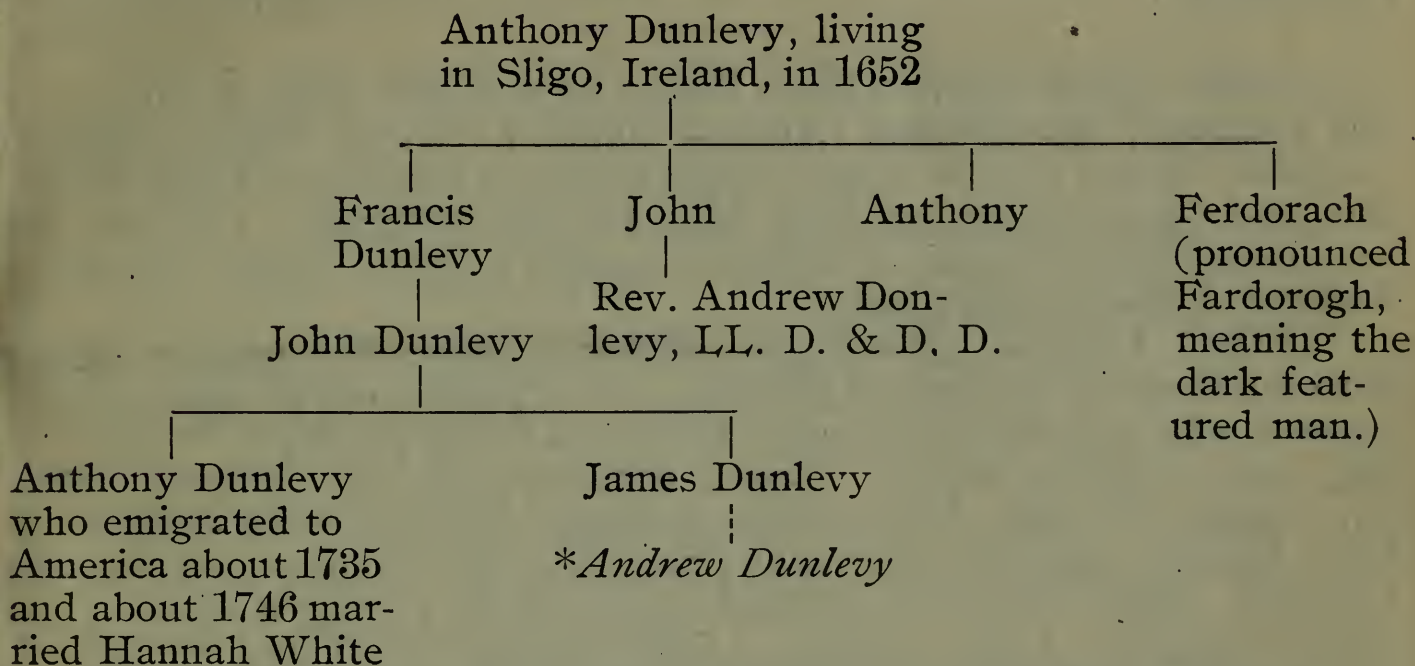 Anthony Dunlevy, living
in Sligo, Ireland, in 1652
Francis
Dunlevy
John
Anthony
Ferdorach
(pronounced
Fardorogh,
meaning the
dark feat-
ured man.)
John Dunlevy
Rev. Andrew Don-
levy, LL. D. & D. D.
Anthony Dunlevy
who emigrated to
America about 1735
and about 1746 mar-
ried Hannah White
James Dunlevy
*Andrew Dunlevy